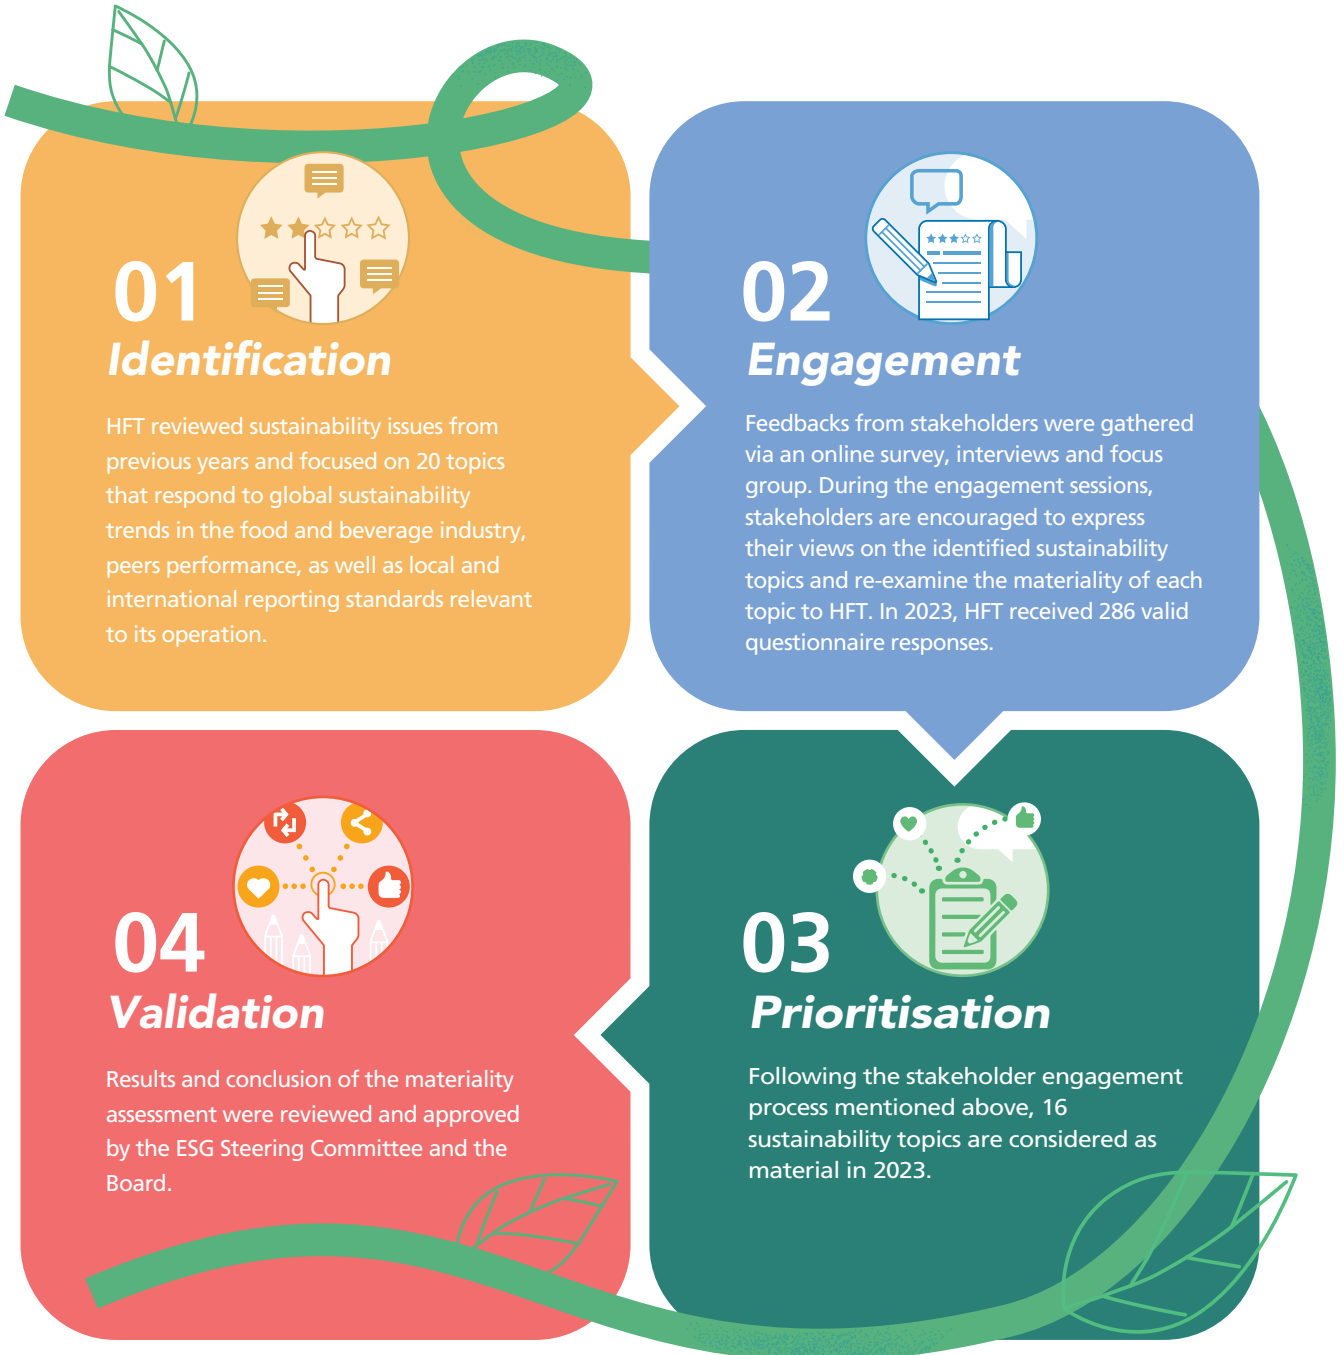 01
Identification
HFT reviewed sustainability issues from
previous years and focused on 20 topics
that respond to global sustainability
trends in the food and beverage industry,
peers performance, as well as local and
international reporting standards relevant
to its operation.
02
Engagement
Feedbacks from stakeholders were gathered
via an online survey, interviews and focus
group. During the engagement sessions,
stakeholders are encouraged to express
their views on the identified sustainability
topics and re-examine the materiality of each
topic to HFT. In 2023, HFT received 286 valid
questionnaire responses.
03
Prioritisation
Following the stakeholder engagement
process mentioned above, 16
sustainability topics are considered as
material in 2023.
04
Validation
Results and conclusion of the materiality
assessment were reviewed and approved
by the ESG Steering Committee and the
Board.